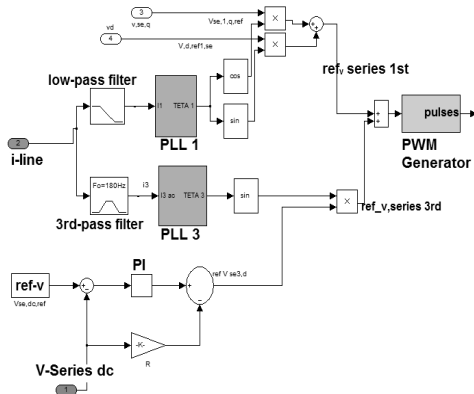 3
v,se,q
vd
4
Vse,1,q,ref
V,d,ref1,se
×
×
+
+
low-pass filter
cos
ref_v series 1st
I1
TETA 1
sin
2
i-line
PLL 1
+
+
pulses
PWM
Generator
Fo=180Hz
i3
I3 ac
TETA 3
sin
×
ref_v,series 3rd
3rd-pass filter
PLL 3
PI
ref V se3,d
ref-v
Vse,dc,ref
+
-
+
-
-K-
R
V-Series dc
1